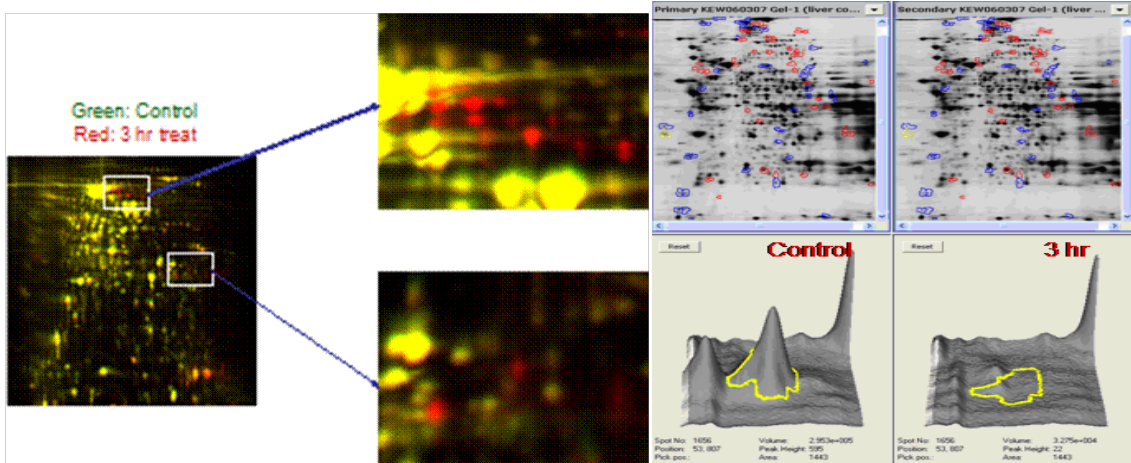 Green: Control
Red: 3 hr treat
Primary KEW060307 Gel-1 (liver co...
Secondary KEW060307 Gel-1 (liver ...
Reset
Control
Reset
3 hr
Spot No: 1656
Volume: 2.953e+005
Position: 53, 807
Peak Height: 595
Pick pos.:
Area: 1443
Spot No: 1656
Volume: 3.275e+004
Position: 53, 807
Peak Height: 22
Pick pos.:
Area: 1443